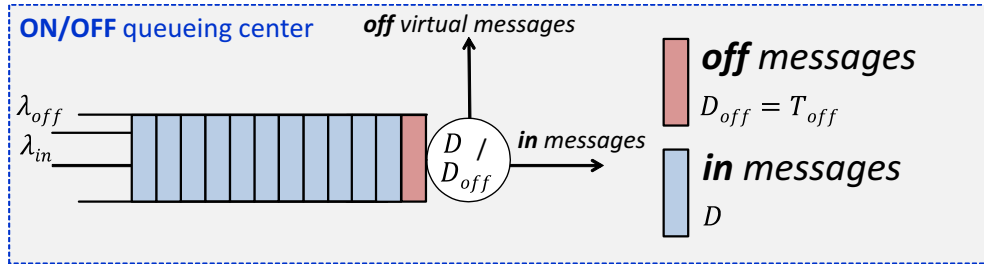 ON/OFF queueing center
off virtual messages
λ_off
λ_in
D /
D_off
in messages
off messages
D_off = T_off
in messages
D